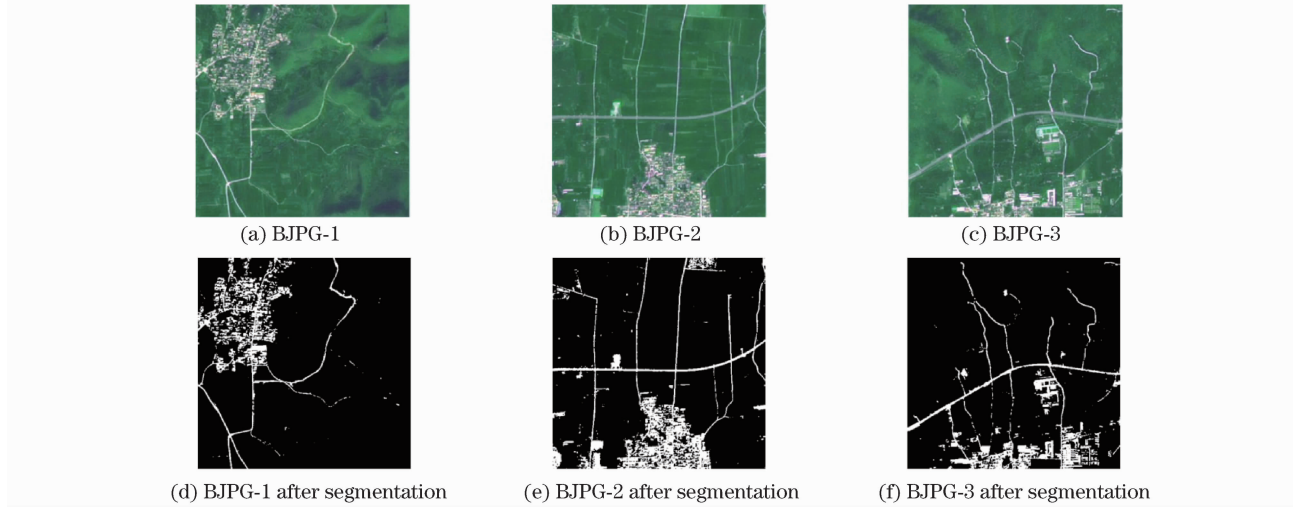 (a) BJPG-1
(b) BJPG-2
(c) BJPG-3
(d) BJPG-1 after segmentation
(e) BJPG-2 after segmentation
(f) BJPG-3 after segmentation